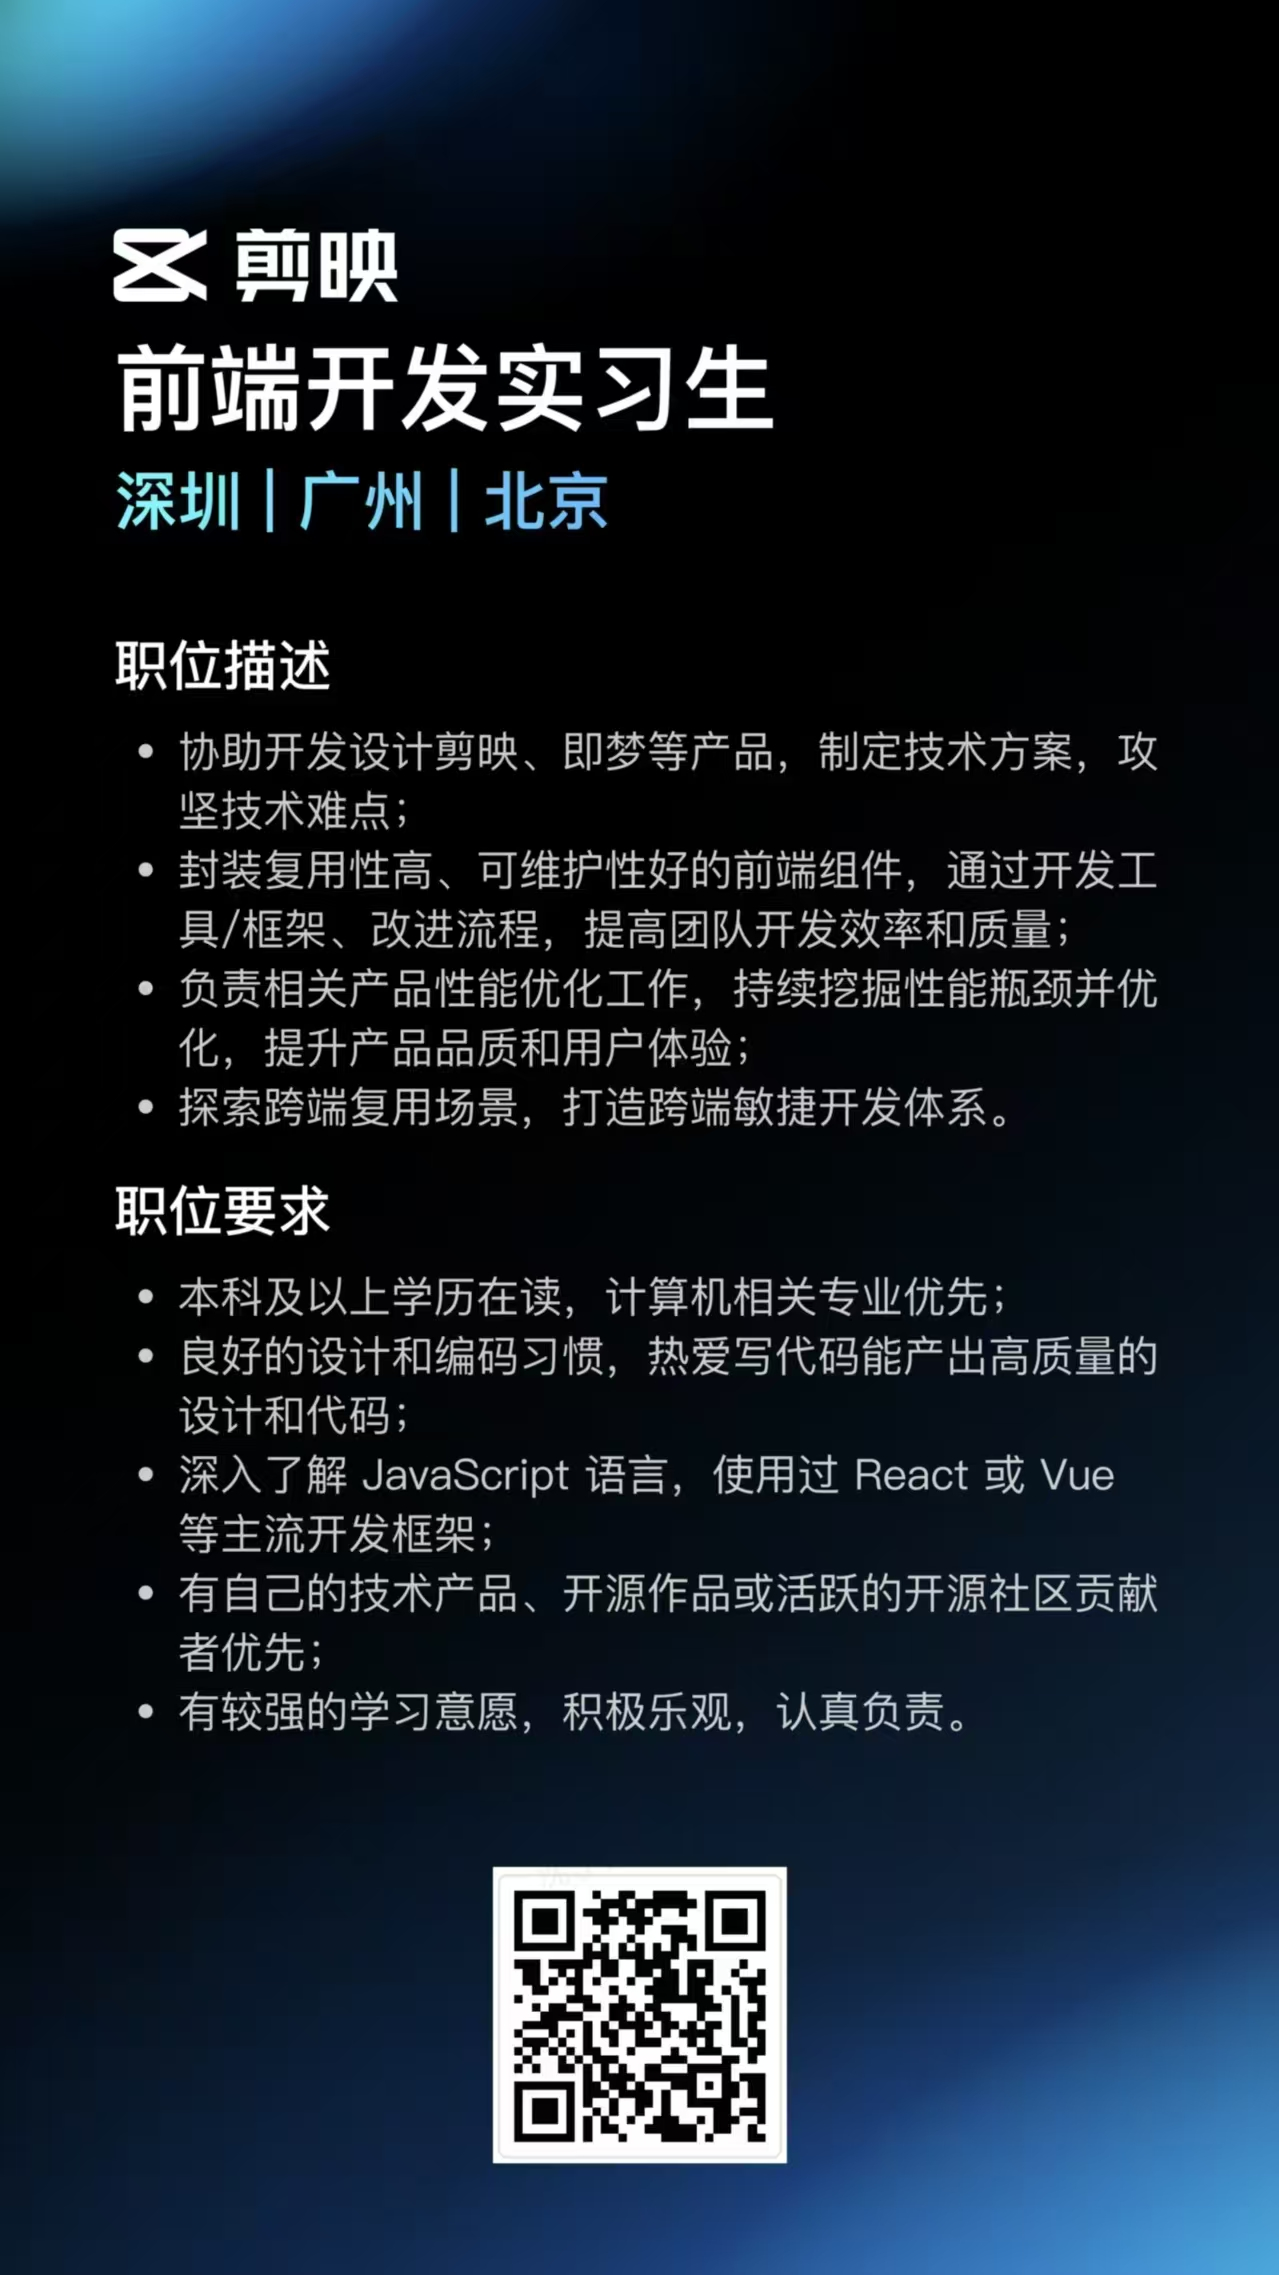 剪映
前端开发实习生
深圳 | 广州 | 北京
职位描述
• 协助开发设计剪映、即梦等产品，制定技术方案，攻
坚技术难点；
• 封装复用性高、可维护性好的前端组件，通过开发工
具/框架、改进流程，提高团队开发效率和质量；
• 负责相关产品性能优化工作，持续挖掘性能瓶颈并优
化，提升产品品质和用户体验；
• 探索跨端复用场景，打造跨端敏捷开发体系。
职位要求
• 本科及以上学历在读，计算机相关专业优先；
• 良好的设计和编码习惯，热爱写代码能产出高质量的
设计和代码；
• 深入了解 JavaScript 语言，使用过 React 或 Vue
等主流开发框架；
• 有自己的技术产品、开源作品或活跃的开源社区贡献
者优先；
• 有较强的学习意愿，积极乐观，认真负责。